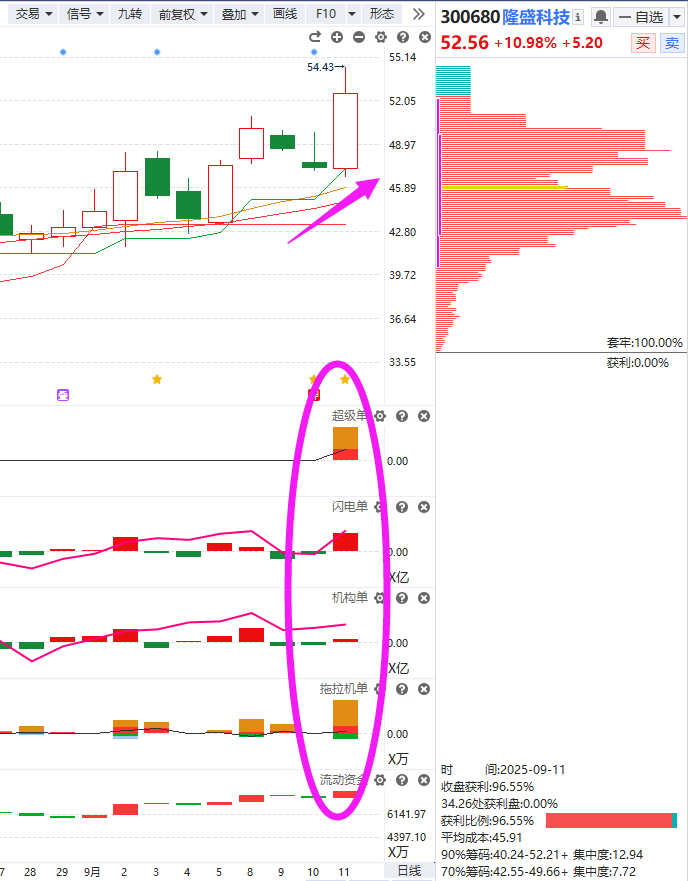 交易 信号 九转 前复权 叠加 画线 F10 形态
300680 隆盛科技
52.56 +10.98% +5.20 买 卖
自选
54.43
55.14
52.05
48.97
45.89
42.80
39.72
36.64
33.55
套牢:100.00%
获利:0.00%
超级单
0.00
闪电单
0.00
X亿
机构单
0.00
X亿
拖拉机单
0.00
X万
流动资金
6141.97
4397.10
X万
28 29 9月 2 3 4 5 8 9 10 11 日线
时 间:2025-09-11
收盘获利:96.55%
34.26处获利盘:0.00%
获利比例:96.55%
平均成本:45.91
90%筹码:40.24-52.21+ 集中度:12.94
70%筹码:42.55-49.66+ 集中度:7.72